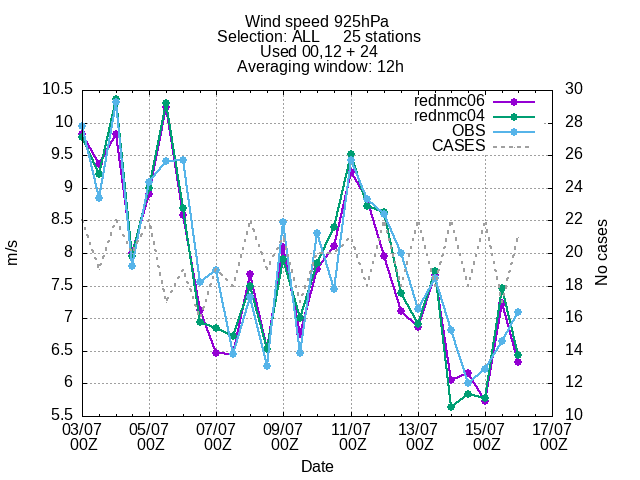 Wind speed 925hPa
Selection: ALL     25 stations
Used 00,12 + 24
Averaging window: 12h
rednmc06
rednmc04
OBS
CASES
10.5
10
9.5
9
8.5
8
7.5
7
6.5
6
5.5
m/s
30
28
26
24
22
20
18
16
14
12
10
No cases
03/07 05/07 07/07 09/07 11/07 13/07 15/07 17/07
00Z 00Z 00Z 00Z 00Z 00Z 00Z 00Z
Date